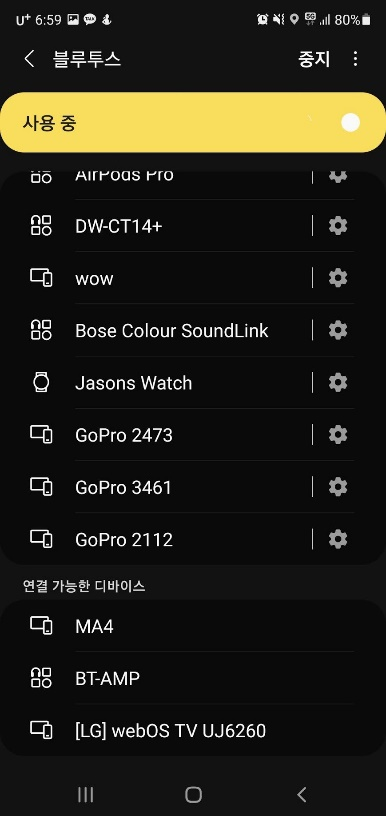 U+ 6:59 80%
블루투스 중지
사용 중
AirPods Pro
DW-CT14+
wow
Bose Colour SoundLink
Jasons Watch
GoPro 2473
GoPro 3461
GoPro 2112
연결 가능한 디바이스
MA4
BT-AMP
[LG] webOS TV UJ6260